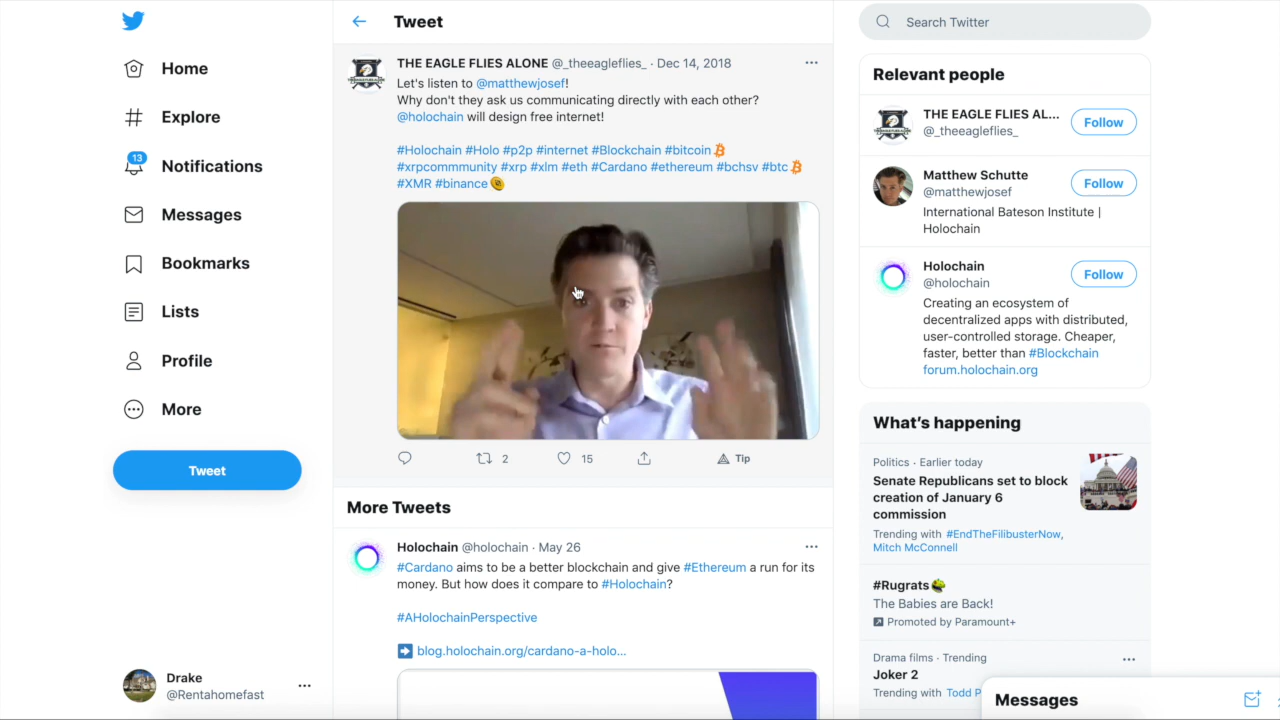 Home
Explore
13
Notifications
Messages
Bookmarks
Lists
Profile
More
Tweet
Drake
@Rentahomefast
Tweet
THE EAGLE FLIES ALONE @_theeagleflies_ · Dec 14, 2018
Let's listen to @matthewjosef!
Why don't they ask us communicating directly with each other?
@holochain will design free internet!
#Holochain #Holo #p2p #internet #Blockchain #bitcoin
#xrpcommmunity #xrp #xlm #eth #Cardano #ethereum #bchsv #btc
#XMR #binance
2
15
Tip
More Tweets
Holochain @holochain · May 26
#Cardano aims to be a better blockchain and give #Ethereum a run for its
money. But how does it compare to #Holochain?
#AHolochainPerspective
blog.holochain.org/cardano-a-holo...
Search Twitter
Relevant people
THE EAGLE FLIES AL...
@_theeagleflies_
Follow
Matthew Schutte
@matthewjosef
Follow
International Bateson Institute |
Holochain
Holochain
@holochain
Follow
Creating an ecosystem of
decentralized apps with distributed,
user-controlled storage. Cheaper,
faster, better than #Blockchain
forum.holochain.org
What's happening
Politics · Earlier today
Senate Republicans set to block
creation of January 6
commission
Trending with #EndTheFilibusterNow,
Mitch McConnell
#Rugrats
The Babies are Back!
Promoted by Paramount+
Drama films · Trending
Joker 2
Trending with Todd P
Messages